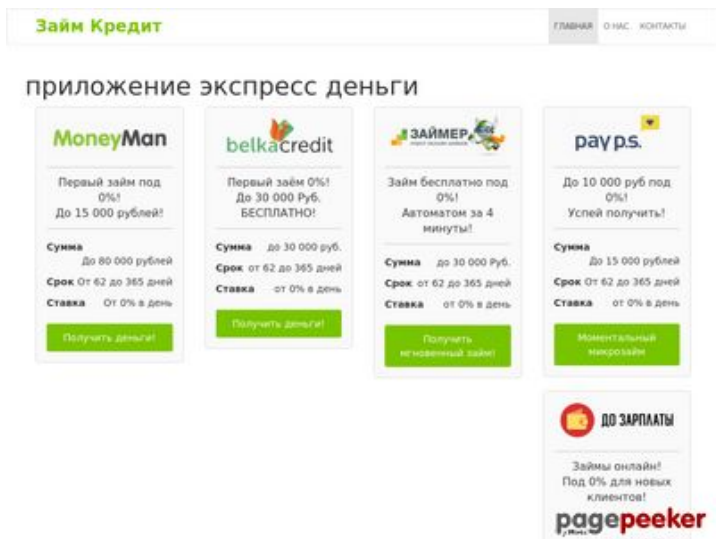 Займ Кредит
ГЛАВНАЯ О НАС. КОНТАКТЫ
приложение экспресс деньги
MoneyMan
Первый займ под
0%!
До 15 000 рублей!
Сумма
До 80 000 рублей
Срок От 62 до 365 дней
Ставка От 0% в день
Получить деньги!
belkacredit
Первый заём 0%!
До 30 000 Руб.
БЕСПЛАТНО!
Сумма до 30 000 руб.
Срок от 62 до 365 дней
Ставка от 0% в день
Получить деньги!
ЗАЙМЕР
Займ бесплатно под
0%!
Автоматом за 4
минуты!
Сумма до 30 000 Руб.
Срок от 62 до 365 дней
Ставка от 0% в день
Получить
мгновенный займ!
pay p.s.
До 10 000 руб под
0%!
Успей получить!
Сумма
До 15 000 рублей
Срок От 62 до 365 дней
Ставка от 0% в день
Моментальный
микрозайм
ДО ЗАРПЛАТЫ
Займы онлайн!
Под 0% для новых
клиентов!
pagepeeker